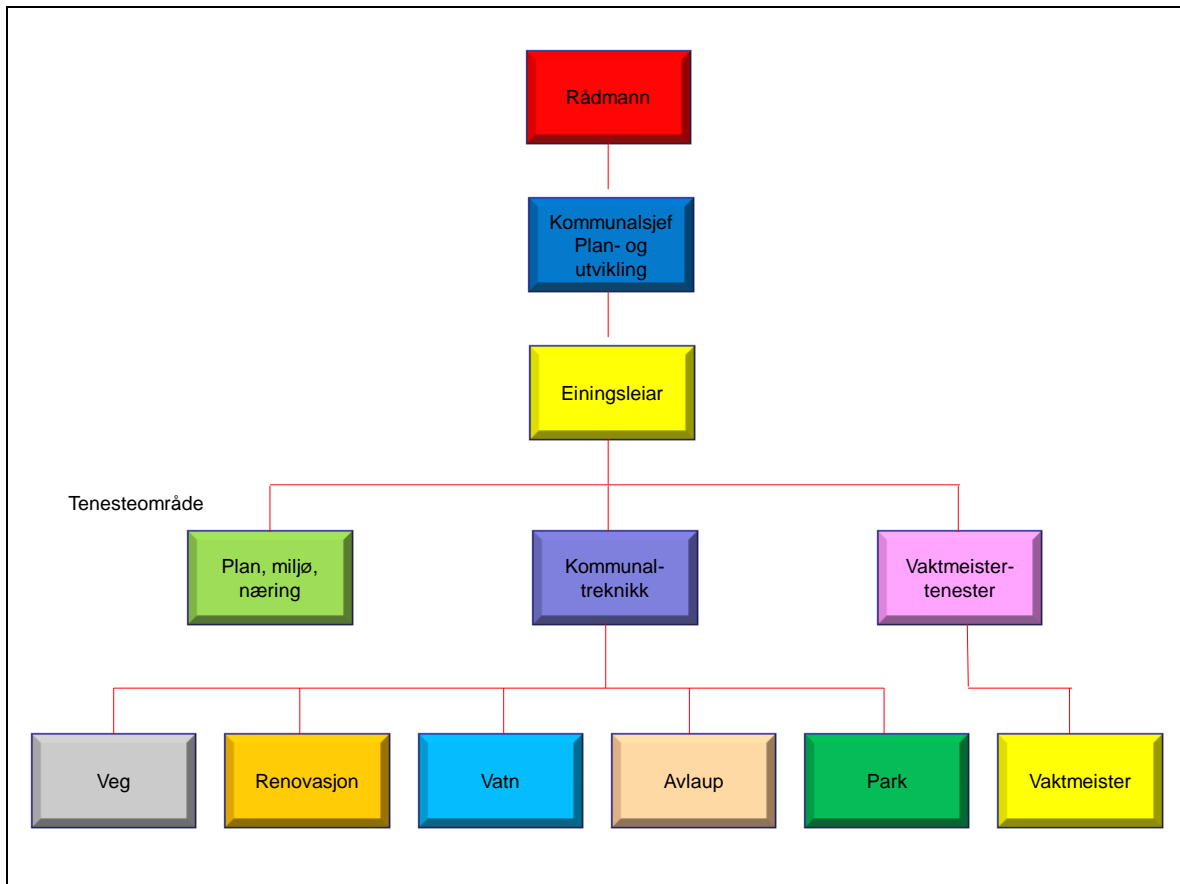 Rådmann
Kommunalsjef
Plan- og
utvikling
Einingsleiar
Tenesteområde
Plan, miljø,
næring
Kommunal-
treknikk
Vaktmeister-
tenester
Veg
Renovasjon
Vatn
Avlaup
Park
Vaktmeister